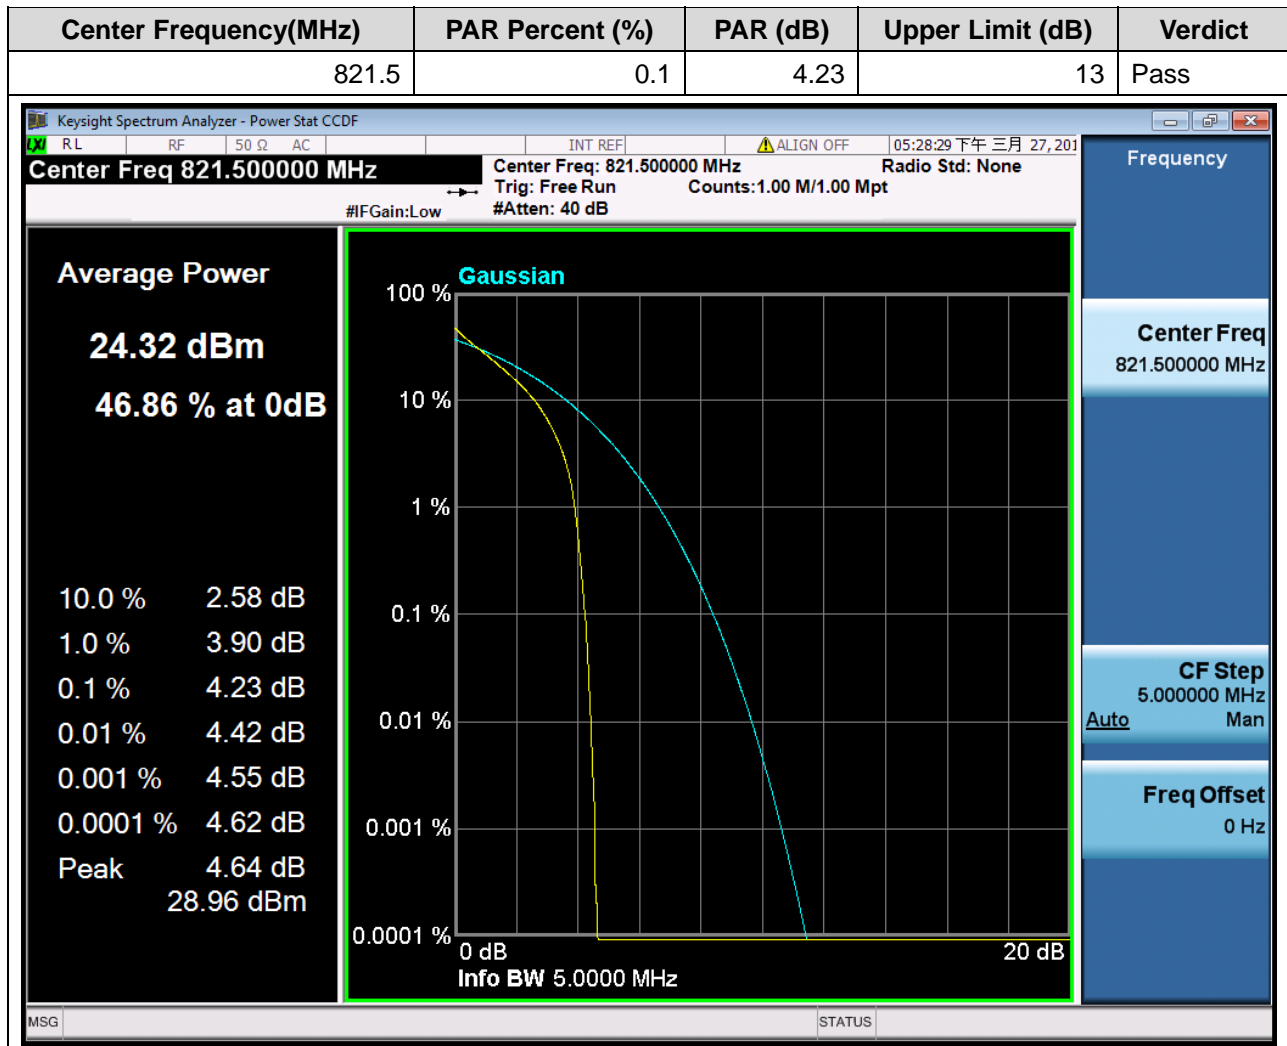 Center Frequency(MHz) PAR Percent (%) PAR (dB) Upper Limit (dB) Verdict
821.5 0.1 4.23 13 Pass
Keysight Spectrum Analyzer - Power Stat CCDF
LXI RL RF 50 Ω AC INT REF ALIGN OFF 05:28:29 下午 三月 27, 201
Center Freq 821.500000 MHz
Center Freq: 821.500000 MHz Radio Std: None
Trig: Free Run Counts:1.00 M/1.00 Mpt
#IFGain:Low #Atten: 40 dB
Average Power
24.32 dBm
46.86 % at 0dB
10.0 % 2.58 dB
1.0 % 3.90 dB
0.1 % 4.23 dB
0.01 % 4.42 dB
0.001 % 4.55 dB
0.0001 % 4.62 dB
Peak 4.64 dB
28.96 dBm
Gaussian
100 %
10 %
1 %
0.1 %
0.01 %
0.001 %
0.0001 %
0 dB 20 dB
Info BW 5.0000 MHz
Frequency
Center Freq
821.500000 MHz
CF Step
5.000000 MHz
Auto Man
Freq Offset
0 Hz
MSG STATUS